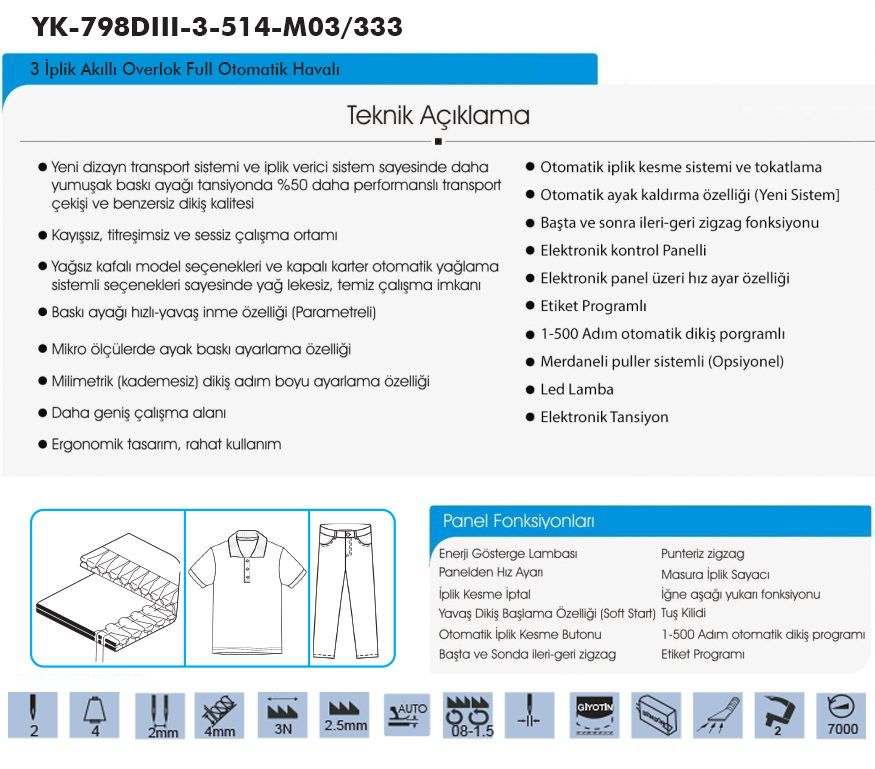 YK-798DIII-3-514-M03/333
3 İplik Akıllı Overlok Full Otomatik Havalı
Teknik Açıklama
Yeni dizayn transport sistemi ve iplik verici sistem sayesinde daha
yumuşak baskı ayağı tansiyonda %50 daha performanslı transport
çekişi ve benzersiz dikiş kalitesi
Kayışsız, titreşimsiz ve sessiz çalışma ortamı
Yağsız kafalı model seçenekleri ve kapalı karter otomatik yağlama
sistemli seçenekleri sayesinde yağ lekesiz, temiz çalışma imkanı
Baskı ayağı hızlı-yavaş inme özelliği (Parametreli)
Mikro ölçülerde ayak baskı ayarlama özelliği
Milimetrik (kademesiz) dikiş adım boyu ayarlama özelliği
Daha geniş çalışma alanı
Ergonomik tasarım, rahat kullanım
Otomatik iplik kesme sistemi ve tokatlama
Otomatik ayak kaldırma özelliği (Yeni Sistem]
Başta ve sonra ileri-geri zigzag fonksiyonu
Elektronik kontrol Panelli
Elektronik panel üzeri hız ayar özelliği
Etiket Programlı
1-500 Adım otomatik dikiş porgramlı
Merdaneli puller sistemli (Opsiyonel)
Led Lamba
Elektronik Tansiyon
Panel Fonksiyonları
Enerji Gösterge Lambası
Panelden Hız Ayarı
İplik Kesme İptal
Yavaş Dikiş Başlama Özelliği (Soft Start)
Otomatik İplik Kesme Butonu
Başta ve Sonda ileri-geri zigzag
Punteriz zigzag
Masura İplik Sayacı
İğne aşağı yukarı fonksiyonu
Tuş Kilidi
1-500 Adım otomatik dikiş programı
Etiket Programı
2
4
2mm
4mm
3N
2.5mm
AUTO
08-1.5
GİYOTİN
2
7000